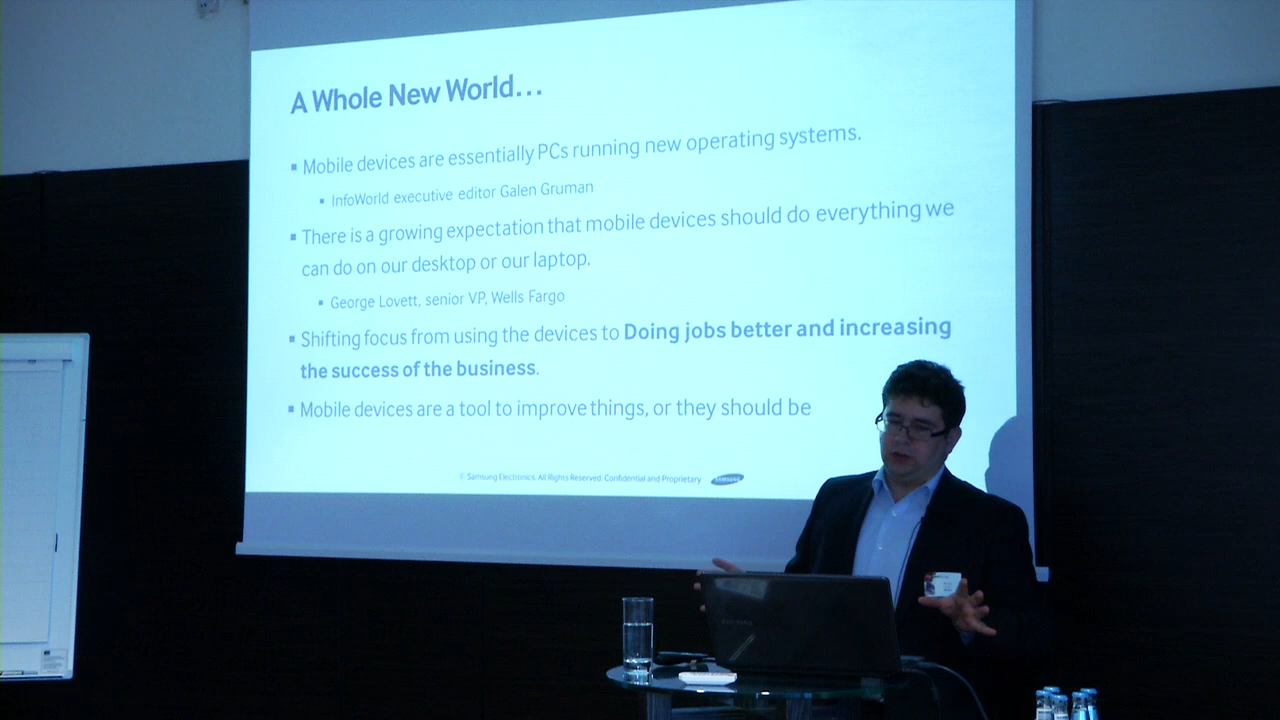 A Whole New World...
▪ Mobile devices are essentially PCs running new operating systems.
▪ InfoWorld executive editor Galen Gruman
▪ There is a growing expectation that mobile devices should do everything we
can do on our desktop or our laptop.
▪ George Lovett, senior VP, Wells Fargo
▪ Shifting focus from using the devices to Doing jobs better and increasing
the success of the business.
▪ Mobile devices are a tool to improve things, or they should be
© Samsung Electronics. All Rights Reserved. Confidential and Proprietary
SAMSUNG